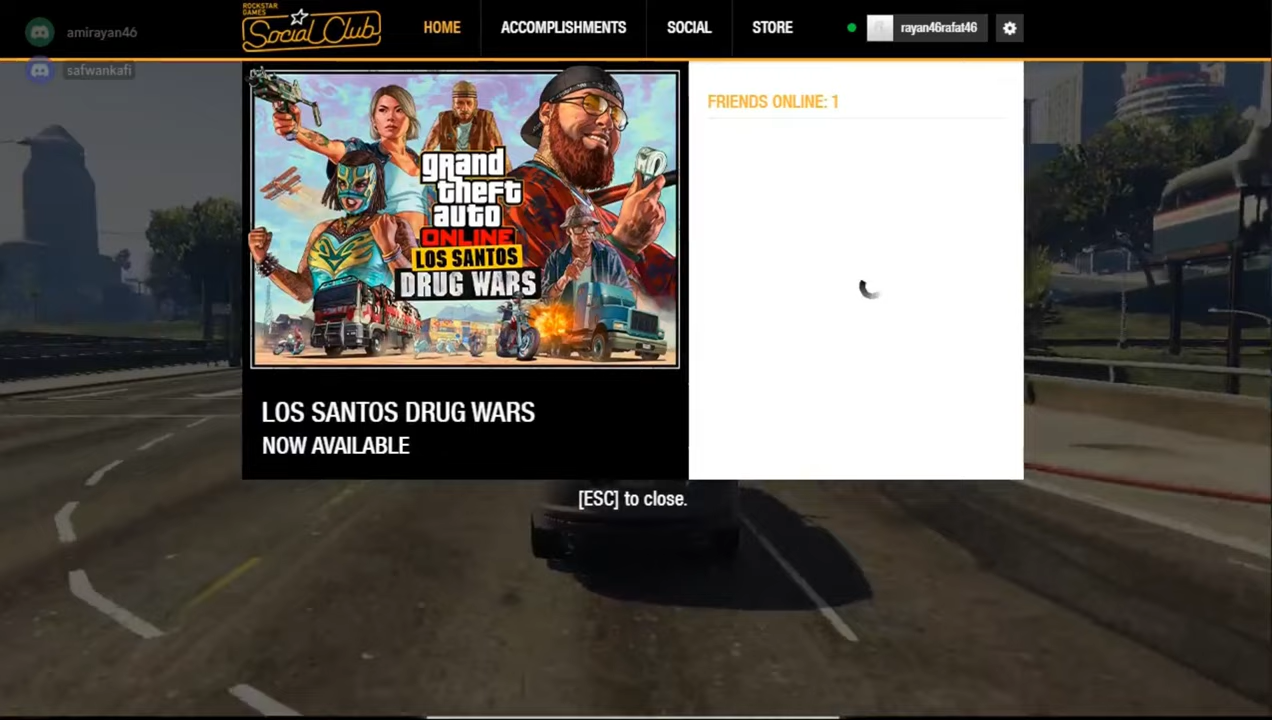 amirayan46
safwankafi
ROCKSTAR
GAMES
Social Club
HOME
ACCOMPLISHMENTS
SOCIAL
STORE
rayan46rafat46
grand
theft
auto
ONLINE
LOS SANTOS
DRUG WARS
LOS SANTOS DRUG WARS
NOW AVAILABLE
FRIENDS ONLINE: 1
[ESC] to close.